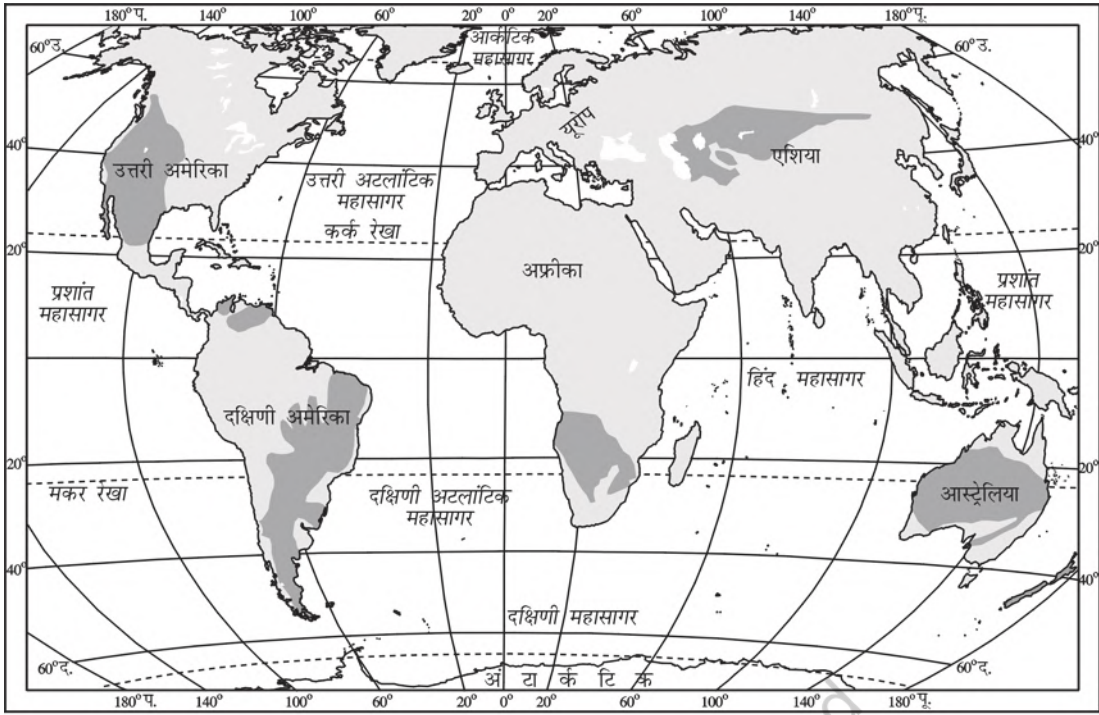 180°प.
140°
100°
60°
20°
0°
20°
60°
100°
140°
180°पू.
60°उ.
आर्कटिक
महासागर
60°उ.
यूरोप
40°
40°
उत्तरी अमेरिका
एशिया
उत्तरी अटलांटिक
महासागर
कर्क रेखा
20°
20°
अफ्रीका
प्रशांत
महासागर
प्रशांत
महासागर
हिंद महासागर
दक्षिणी अमेरिका
20°
20°
मकर रेखा
दक्षिणी अटलांटिक
महासागर
आस्ट्रेलिया
40°
40°
दक्षिणी महासागर
60°द.
60°द.
अंटार्कटिक
180°प.
140°
100°
60°
20°
0°
20°
60°
100°
140°
180°पू.